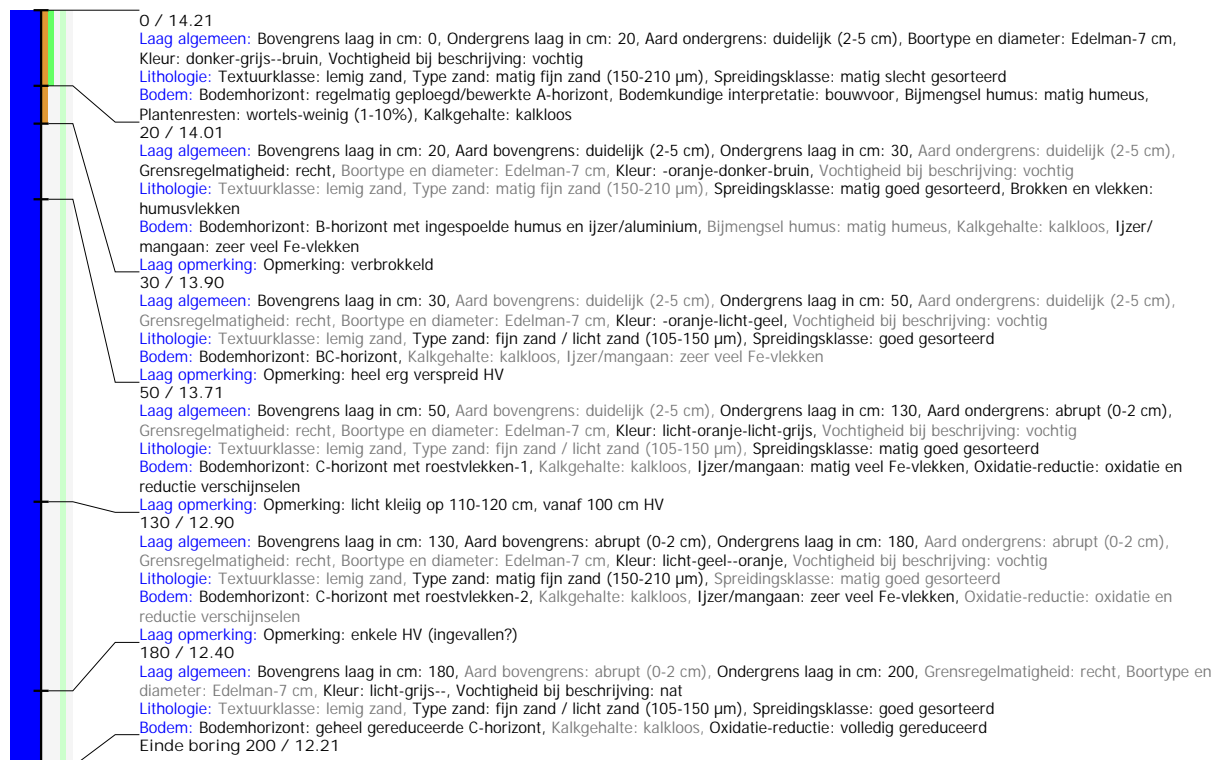 0 / 14.21
Laag algemeen: Bovengrens laag in cm: 0, Ondergrens laag in cm: 20, Aard ondergrens: duidelijk (2-5 cm), Boortype en diameter: Edelman-7 cm,
Kleur: donker-grijs--bruin, Vochtigheid bij beschrijving: vochtig
Lithologie: Textuurklasse: lemig zand, Type zand: matig fijn zand (150-210 µm), Spreidingsklasse: matig slecht gesorteerd
Bodem: Bodemhorizont: regelmatig geploegd/bewerkte A-horizont, Bodemkundige interpretatie: bouwvoor, Bijmengsel humus: matig humeus,
Plantenresten: wortels-weinig (1-10%), Kalkgehalte: kalkloos
20 / 14.01
Laag algemeen: Bovengrens laag in cm: 20, Aard bovengrens: duidelijk (2-5 cm), Ondergrens laag in cm: 30, Aard ondergrens: duidelijk (2-5 cm),
Grensregelmatigheid: recht, Boortype en diameter: Edelman-7 cm, Kleur: -oranje-donker-bruin, Vochtigheid bij beschrijving: vochtig
Lithologie: Textuurklasse: lemig zand, Type zand: matig fijn zand (150-210 µm), Spreidingsklasse: matig goed gesorteerd, Brokken en vlekken:
humusvlekken
Bodem: Bodemhorizont: B-horizont met ingespoelde humus en ijzer/aluminium, Bijmengsel humus: matig humeus, Kalkgehalte: kalkloos, Ijzer/
mangaan: zeer veel Fe-vlekken
Laag opmerking: Opmerking: verbrokkeld
30 / 13.90
Laag algemeen: Bovengrens laag in cm: 30, Aard bovengrens: duidelijk (2-5 cm), Ondergrens laag in cm: 50, Aard ondergrens: duidelijk (2-5 cm),
Grensregelmatigheid: recht, Boortype en diameter: Edelman-7 cm, Kleur: -oranje-licht-geel, Vochtigheid bij beschrijving: vochtig
Lithologie: Textuurklasse: lemig zand, Type zand: fijn zand / licht zand (105-150 µm), Spreidingsklasse: goed gesorteerd
Bodem: Bodemhorizont: BC-horizont, Kalkgehalte: kalkloos, Ijzer/mangaan: zeer veel Fe-vlekken
Laag opmerking: Opmerking: heel erg verspreid HV
50 / 13.71
Laag algemeen: Bovengrens laag in cm: 50, Aard bovengrens: duidelijk (2-5 cm), Ondergrens laag in cm: 130, Aard ondergrens: abrupt (0-2 cm),
Grensregelmatigheid: recht, Boortype en diameter: Edelman-7 cm, Kleur: licht-oranje-licht-grijs, Vochtigheid bij beschrijving: vochtig
Lithologie: Textuurklasse: lemig zand, Type zand: fijn zand / licht zand (105-150 µm), Spreidingsklasse: matig goed gesorteerd
Bodem: Bodemhorizont: C-horizont met roestvlekken-1, Kalkgehalte: kalkloos, Ijzer/mangaan: matig veel Fe-vlekken, Oxidatie-reductie: oxidatie en
reductie verschijnselen
Laag opmerking: Opmerking: licht kleiig op 110-120 cm, vanaf 100 cm HV
130 / 12.90
Laag algemeen: Bovengrens laag in cm: 130, Aard bovengrens: abrupt (0-2 cm), Ondergrens laag in cm: 180, Aard ondergrens: abrupt (0-2 cm),
Grensregelmatigheid: recht, Boortype en diameter: Edelman-7 cm, Kleur: licht-geel--oranje, Vochtigheid bij beschrijving: vochtig
Lithologie: Textuurklasse: lemig zand, Type zand: matig fijn zand (150-210 µm), Spreidingsklasse: matig goed gesorteerd
Bodem: Bodemhorizont: C-horizont met roestvlekken-2, Kalkgehalte: kalkloos, Ijzer/mangaan: zeer veel Fe-vlekken, Oxidatie-reductie: oxidatie en
reductie verschijnselen
Laag opmerking: Opmerking: enkele HV (ingevallen?)
180 / 12.40
Laag algemeen: Bovengrens laag in cm: 180, Aard bovengrens: abrupt (0-2 cm), Ondergrens laag in cm: 200, Grensregelmatigheid: recht, Boortype en
diameter: Edelman-7 cm, Kleur: licht-grijs--, Vochtigheid bij beschrijving: nat
Lithologie: Textuurklasse: lemig zand, Type zand: fijn zand / licht zand (105-150 µm), Spreidingsklasse: goed gesorteerd
Bodem: Bodemhorizont: geheel gereduceerde C-horizont, Kalkgehalte: kalkloos, Oxidatie-reductie: volledig gereduceerd
Einde boring 200 / 12.21